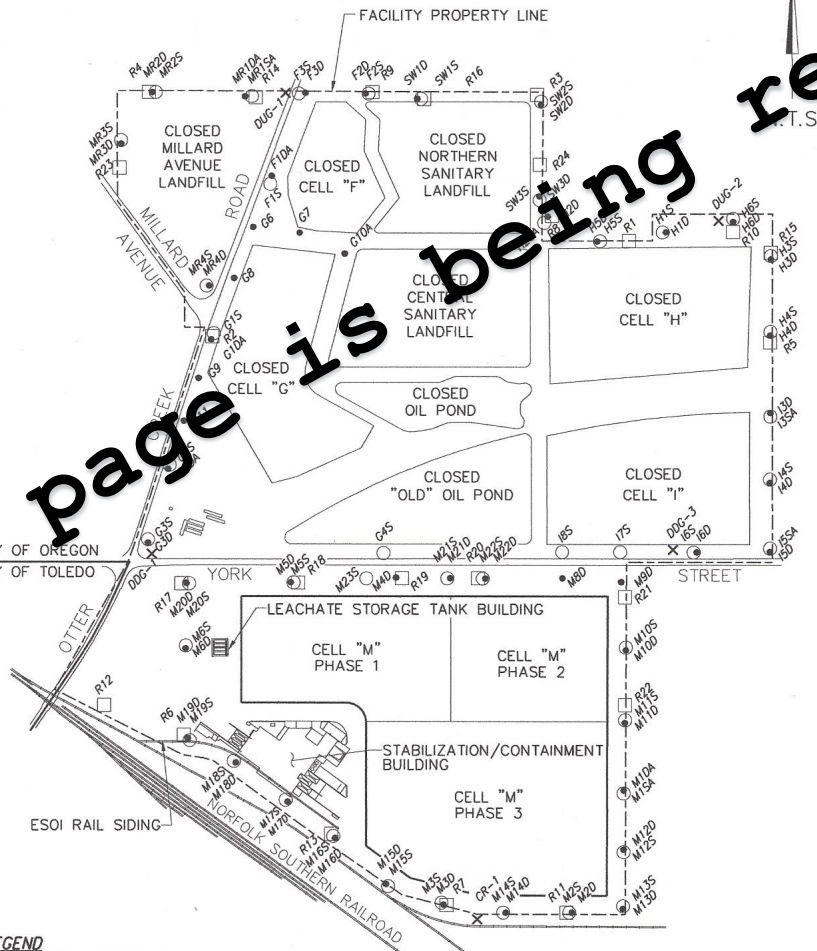 FACILITY PROPERTY LINE
R4
MR2D
MR2S
MR1DA
MR1SA
R14
F3S
F3D
F2D
F2S
R9
SW1D
SW1S
R16
R3
SW2S
SW2D
DUG-1
MR3S
MR3D
R23
CLOSED
MILLARD
AVENUE
LANDFILL
CLOSED
CELL "F"
CLOSED
NORTHERN
SANITARY
LANDFILL
R24
F1DA
F1S
SW3S
SW3D
R8
H5S
R1
H1S
H1D
DUG-2
H6S
H6D
R10
R15
H3S
H3D
MILLARD
AVENUE
ROAD
G6
G7
G1DA
MR4S
MR4D
G8
page is being re
CLOSED
CENTRAL
SANITARY
LANDFILL
CLOSED
CELL "H"
H4S
H4D
R5
G1S
R2
G1DA
G9
CLOSED
CELL "G"
CLOSED
OIL POND
I3D
I3SA
CREEK
CLOSED
"OLD" OIL POND
CLOSED
CELL "I"
I4S
I4D
G3S
G3D
G4S
I8S
I7S
DDG-3
I6S
I6D
I5SA
I5D
Y OF OREGON
Y OF TOLEDO
YORK
STREET
R17
M20D
M20S
M5D
M5S
R18
M23S
M4D
R19
M21S
M21D
R20
M22S
M22D
M8D
M9D
R21
OTTER
LEACHATE STORAGE TANK BUILDING
M6S
M6D
CELL "M"
PHASE 1
CELL "M"
PHASE 2
M10S
M10D
R12
R6
M19D
M19S
R22
M11S
M11D
STABILIZATION/CONTAINMENT
BUILDING
M18S
M18D
CELL "M"
PHASE 3
M1DA
M1SA
M17S
M17D
ESOI RAIL SIDING
NORFOLK SOUTHERN RAILROAD
R13
M16S
M16D
M12D
M12S
M15D
M15S
M3S
M3D
R7
CR-1
M14S
M14D
R11
M2S
M2D
M13S
M13D
EGEND